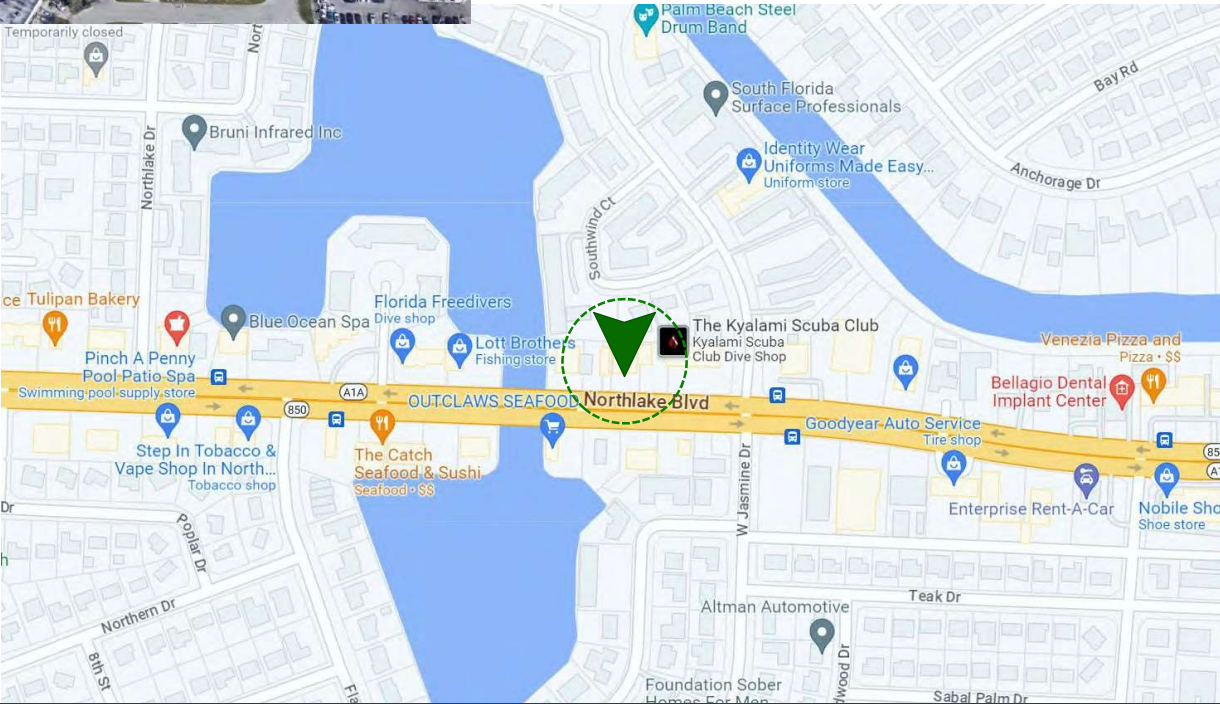 Palm Beach Steel
Drum Band
Temporarily closed
Bay Rd
South Florida
Surface Professionals
Northlake Dr
Bruni Infrared Inc
Identity Wear
Uniforms Made Easy...
Uniform store
Anchorage Dr
Southwind Ct
Tulipan Bakery
Florida Freedivers
Dive shop
Blue Ocean Spa
Lott Brothers
Fishing store
The Kyalami Scuba Club
Kyalami Scuba
Club Dive Shop
Venezia Pizza and
Pizza · $$
Pinch A Penny
Pool Patio Spa
Swimming pool supply store
Bellagio Dental
Implant Center
A1A
OUTCLAWS SEAFOOD
Northlake Blvd
850
Goodyear Auto Service
Tire shop
Step In Tobacco &
Vape Shop In North...
Tobacco shop
The Catch
Seafood & Sushi
Seafood · $$
W Jasmine Dr
Enterprise Rent-A-Car
Nobile Sho
Shoe store
Dr
Poplar Dr
Northern Dr
Teak Dr
Altman Automotive
8th St
Foundation Sober
Homes For Men
Sabal Palm Dr